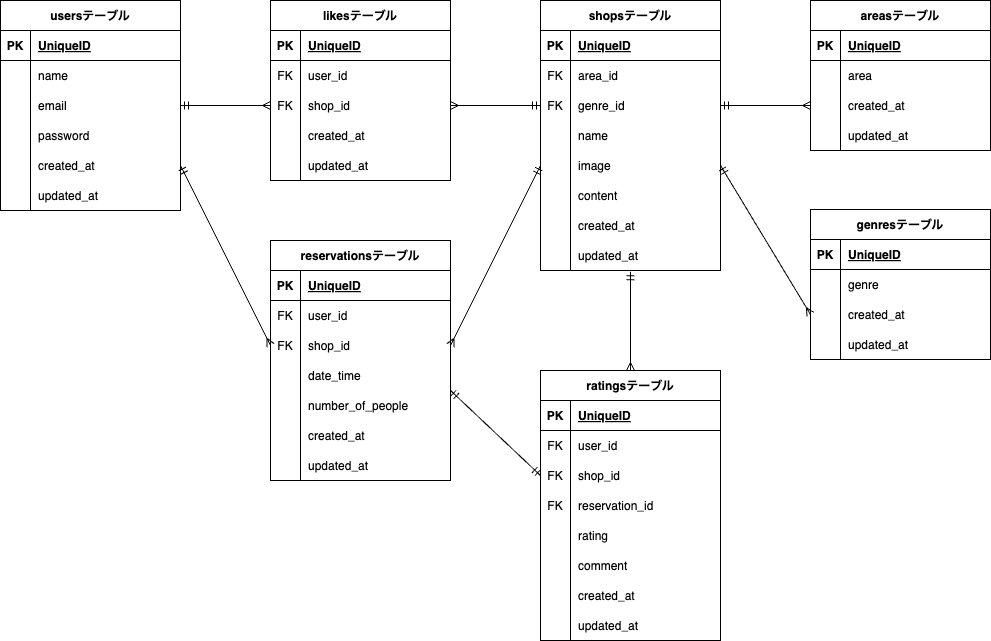 usersテーブル
PK UniqueID
name
email
password
created_at
updated_at
likesテーブル
PK UniqueID
FK user_id
FK shop_id
created_at
updated_at
shopsテーブル
PK UniqueID
FK area_id
FK genre_id
name
image
content
created_at
updated_at
areasテーブル
PK UniqueID
area
created_at
updated_at
genresテーブル
PK UniqueID
genre
created_at
updated_at
reservationsテーブル
PK UniqueID
FK user_id
FK shop_id
date_time
number_of_people
created_at
updated_at
ratingsテーブル
PK UniqueID
FK user_id
FK shop_id
FK reservation_id
rating
comment
created_at
updated_at